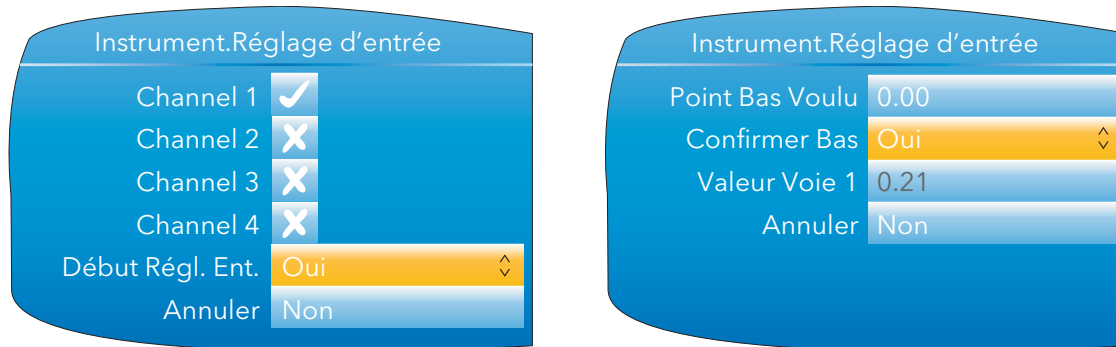 Instrument.Réglage d'entrée
Channel 1
Channel 2
Channel 3
Channel 4
Début Régl. Ent. Oui
Annuler Non
Instrument.Réglage d'entrée
Point Bas Voulu 0.00
Confirmer Bas Oui
Valeur Voie 1 0.21
Annuler Non